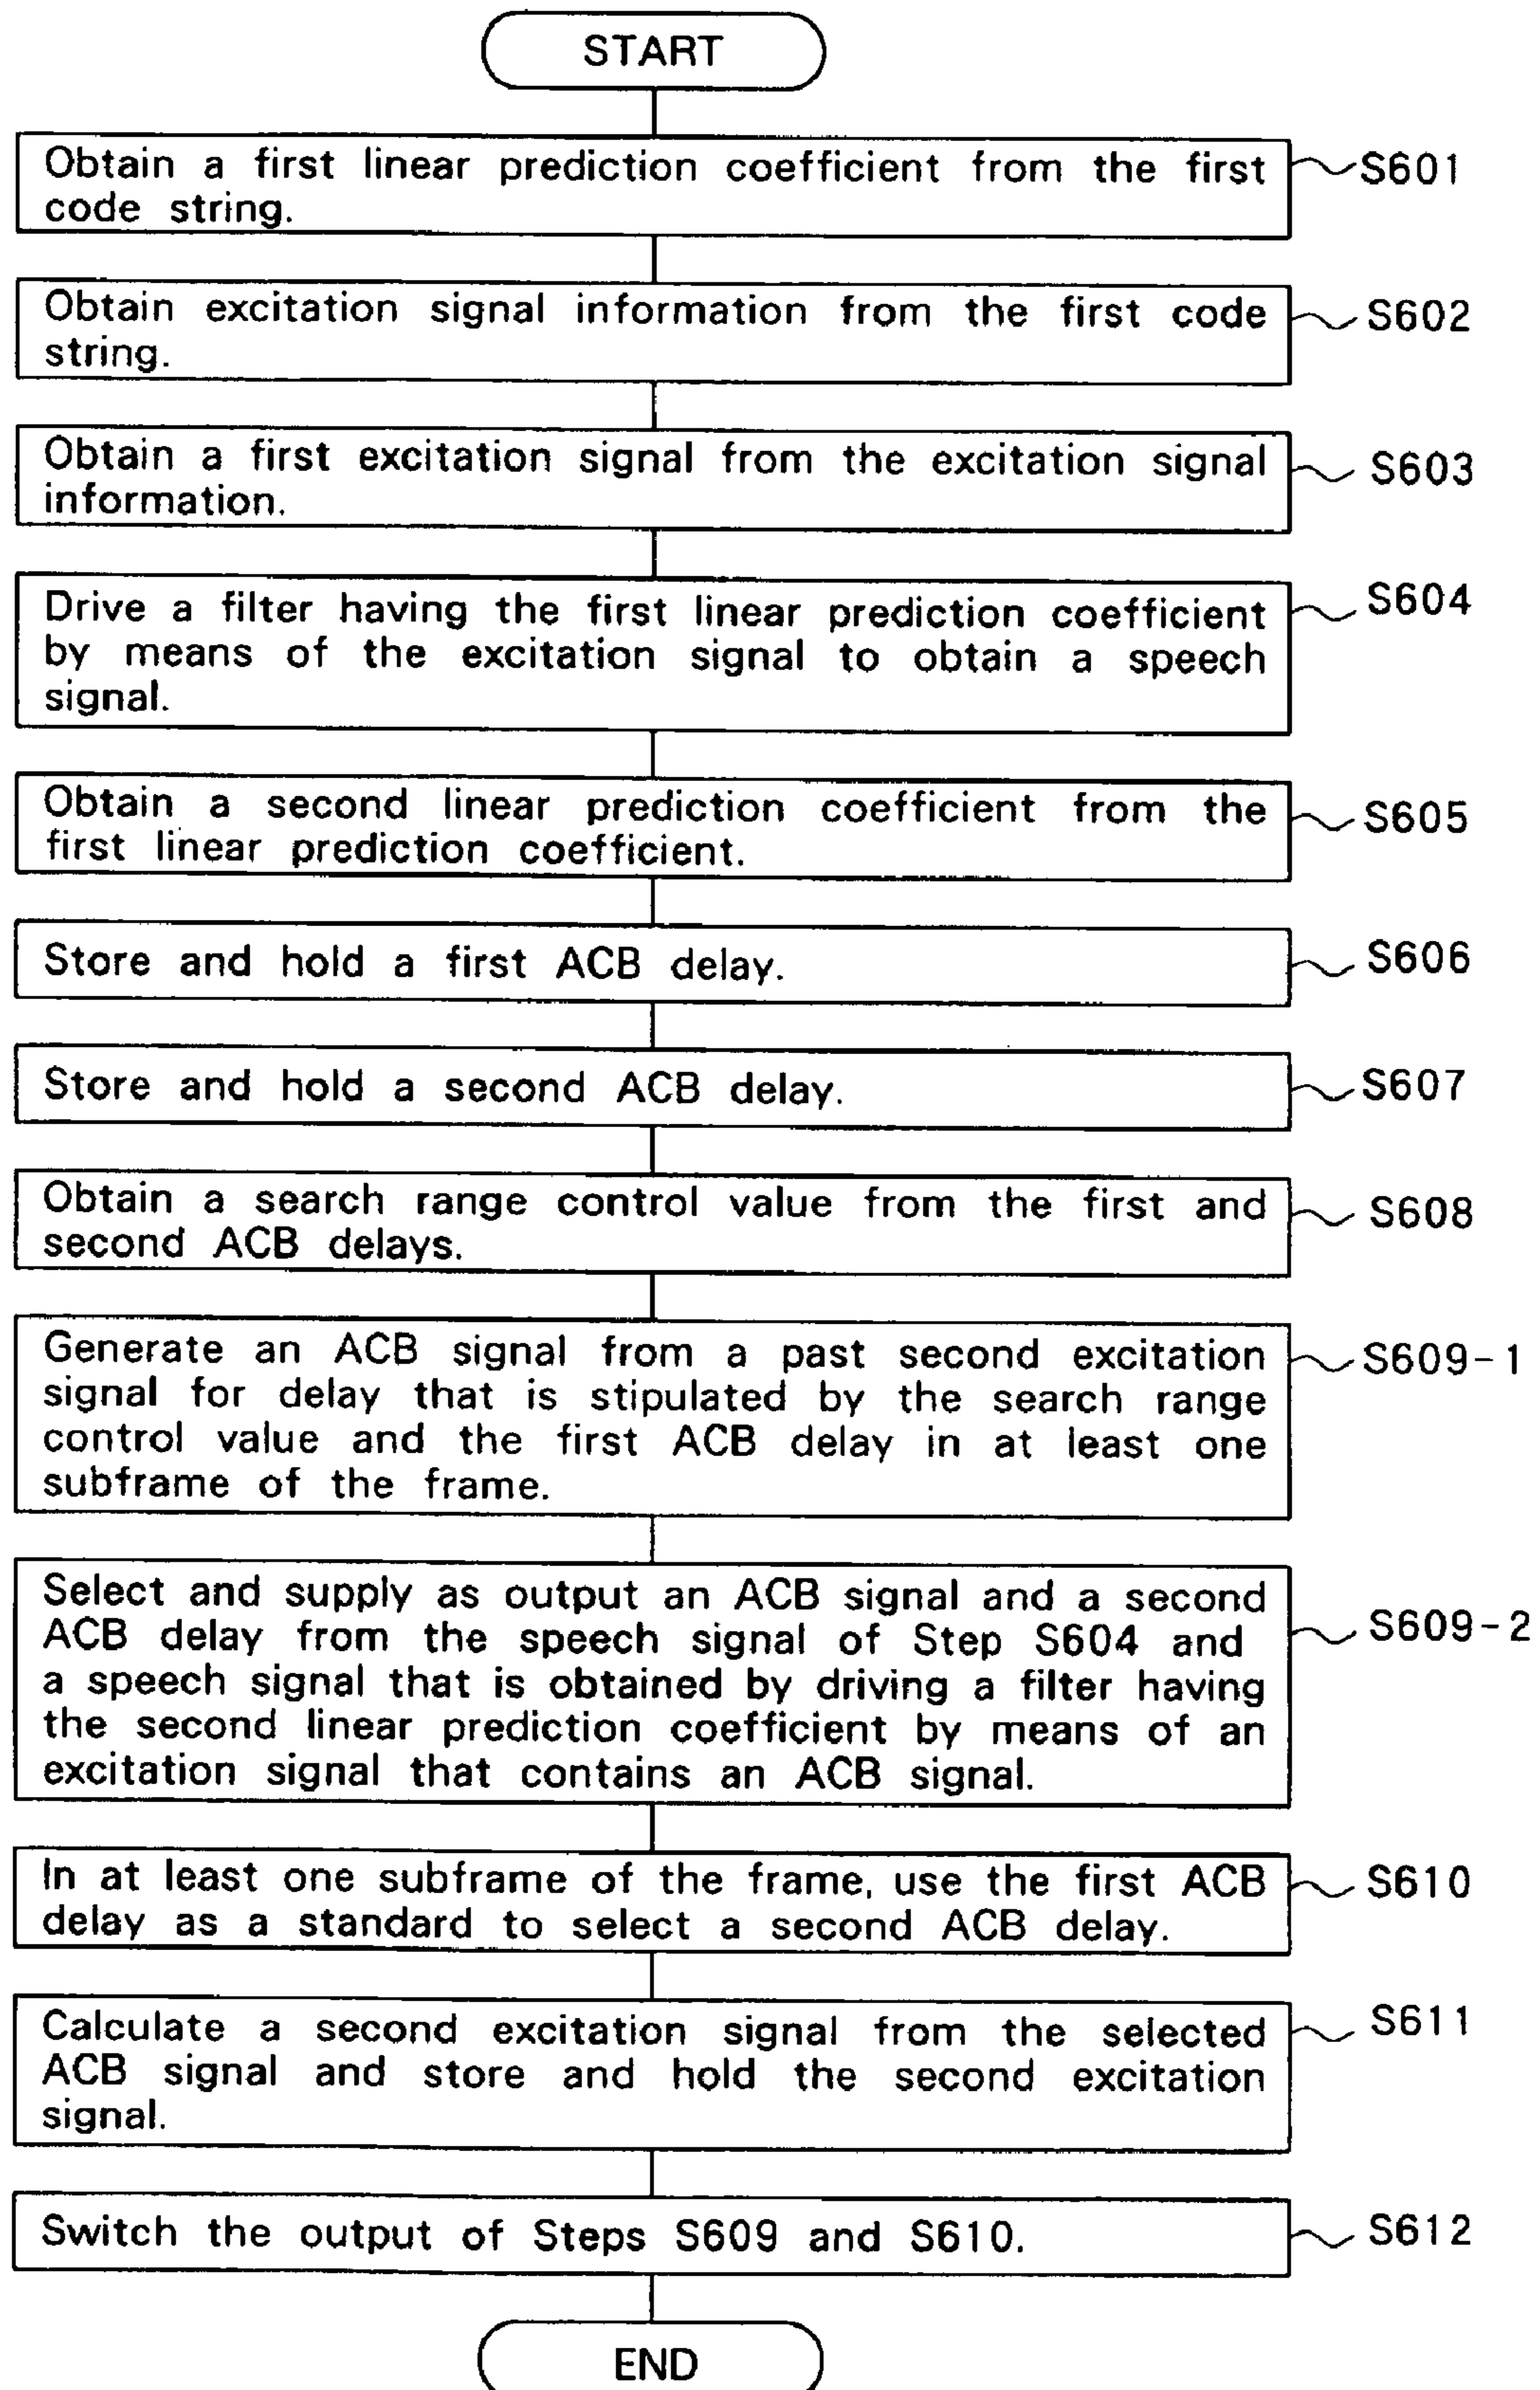 START
Obtain a first linear prediction coefficient from the first
code string.
S601
Obtain excitation signal information from the first code
string.
S602
Obtain a first excitation signal from the excitation signal
information.
S603
Drive a filter having the first linear prediction coefficient
by means of the excitation signal to obtain a speech
signal.
S604
Obtain a second linear prediction coefficient from the
first linear prediction coefficient.
S605
Store and hold a first ACB delay.
S606
Store and hold a second ACB delay.
S607
Obtain a search range control value from the first and
second ACB delays.
S608
Generate an ACB signal from a past second excitation
signal for delay that is stipulated by the search range
control value and the first ACB delay in at least one
subframe of the frame.
S609-1
Select and supply as output an ACB signal and a second
ACB delay from the speech signal of Step S604 and
a speech signal that is obtained by driving a filter having
the second linear prediction coefficient by means of an
excitation signal that contains an ACB signal.
S609-2
In at least one subframe of the frame, use the first ACB
delay as a standard to select a second ACB delay.
S610
Calculate a second excitation signal from the selected
ACB signal and store and hold the second excitation
signal.
S611
Switch the output of Steps S609 and S610.
S612
END